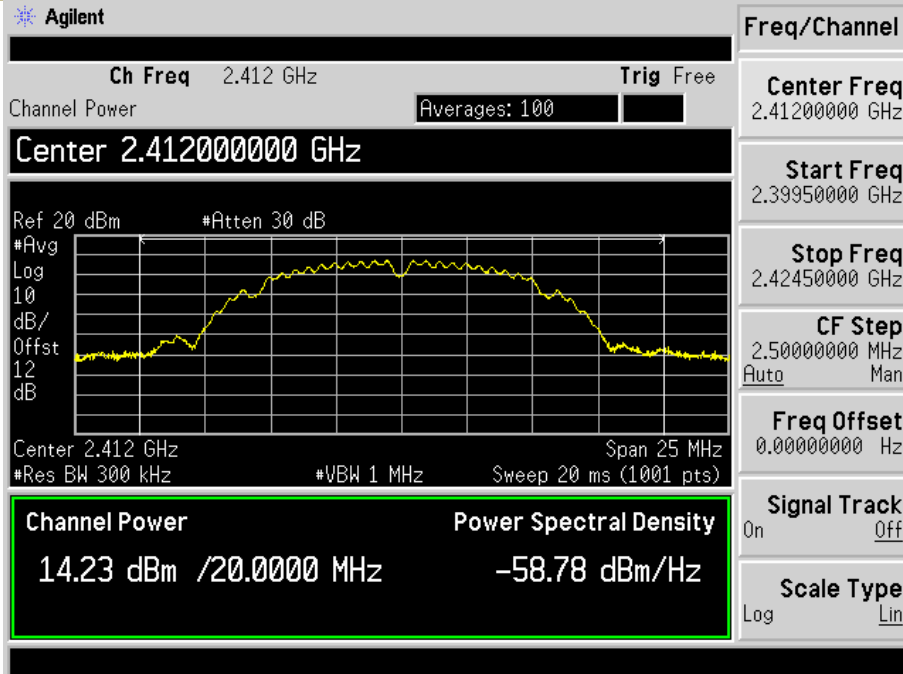 Agilent
Freq/Channel
Ch Freq 2.412 GHz Trig Free
Channel Power Averages: 100
Center 2.412000000 GHz
Ref 20 dBm #Atten 30 dB
#Avg
Log
10
dB/
Offst
12
dB
Center 2.412 GHz Span 25 MHz
#Res BW 300 kHz #VBW 1 MHz Sweep 20 ms (1001 pts)
Channel Power Power Spectral Density
14.23 dBm /20.0000 MHz -58.78 dBm/Hz
Center Freq
2.41200000 GHz
Start Freq
2.39950000 GHz
Stop Freq
2.42450000 GHz
CF Step
2.50000000 MHz
Auto Man
Freq Offset
0.00000000 Hz
Signal Track
On Off
Scale Type
Log Lin